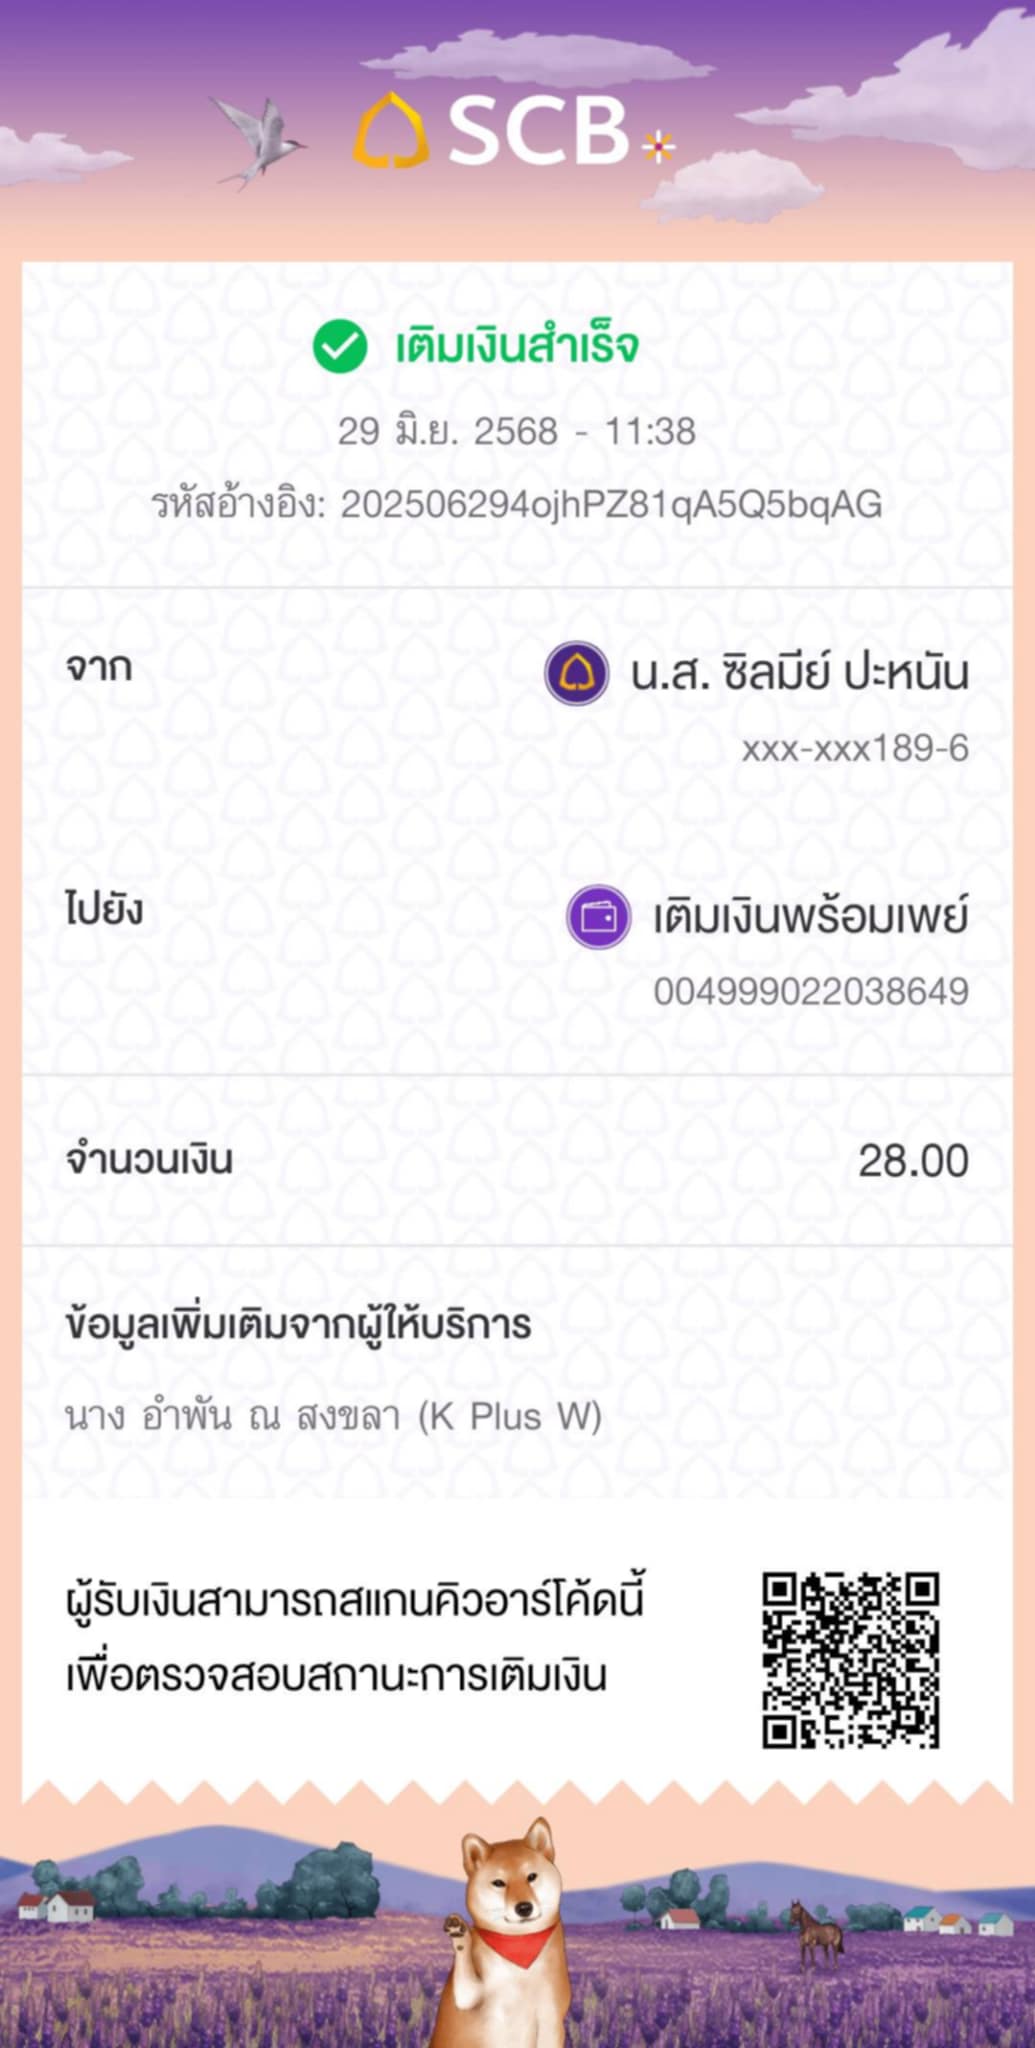 SCB
เติมเงินสำเร็จ
29 มิ.ย. 2568 - 11:38
รหัสอ้างอิง: 202506294ojhPZ81qA5Q5bqAG
จาก
น.ส. ซิลมีย์ ปะหนัน
xxx-xxx189-6
ไปยัง
เติมเงินพร้อมเพย์
004999022038649
จำนวนเงิน 28.00
ข้อมูลเพิ่มเติมจากผู้ให้บริการ
นาง อำพัน ณ สงขลา (K Plus W)
ผู้รับเงินสามารถสแกนคิวอาร์โค้ดนี้
เพื่อตรวจสอบสถานะการเติมเงิน